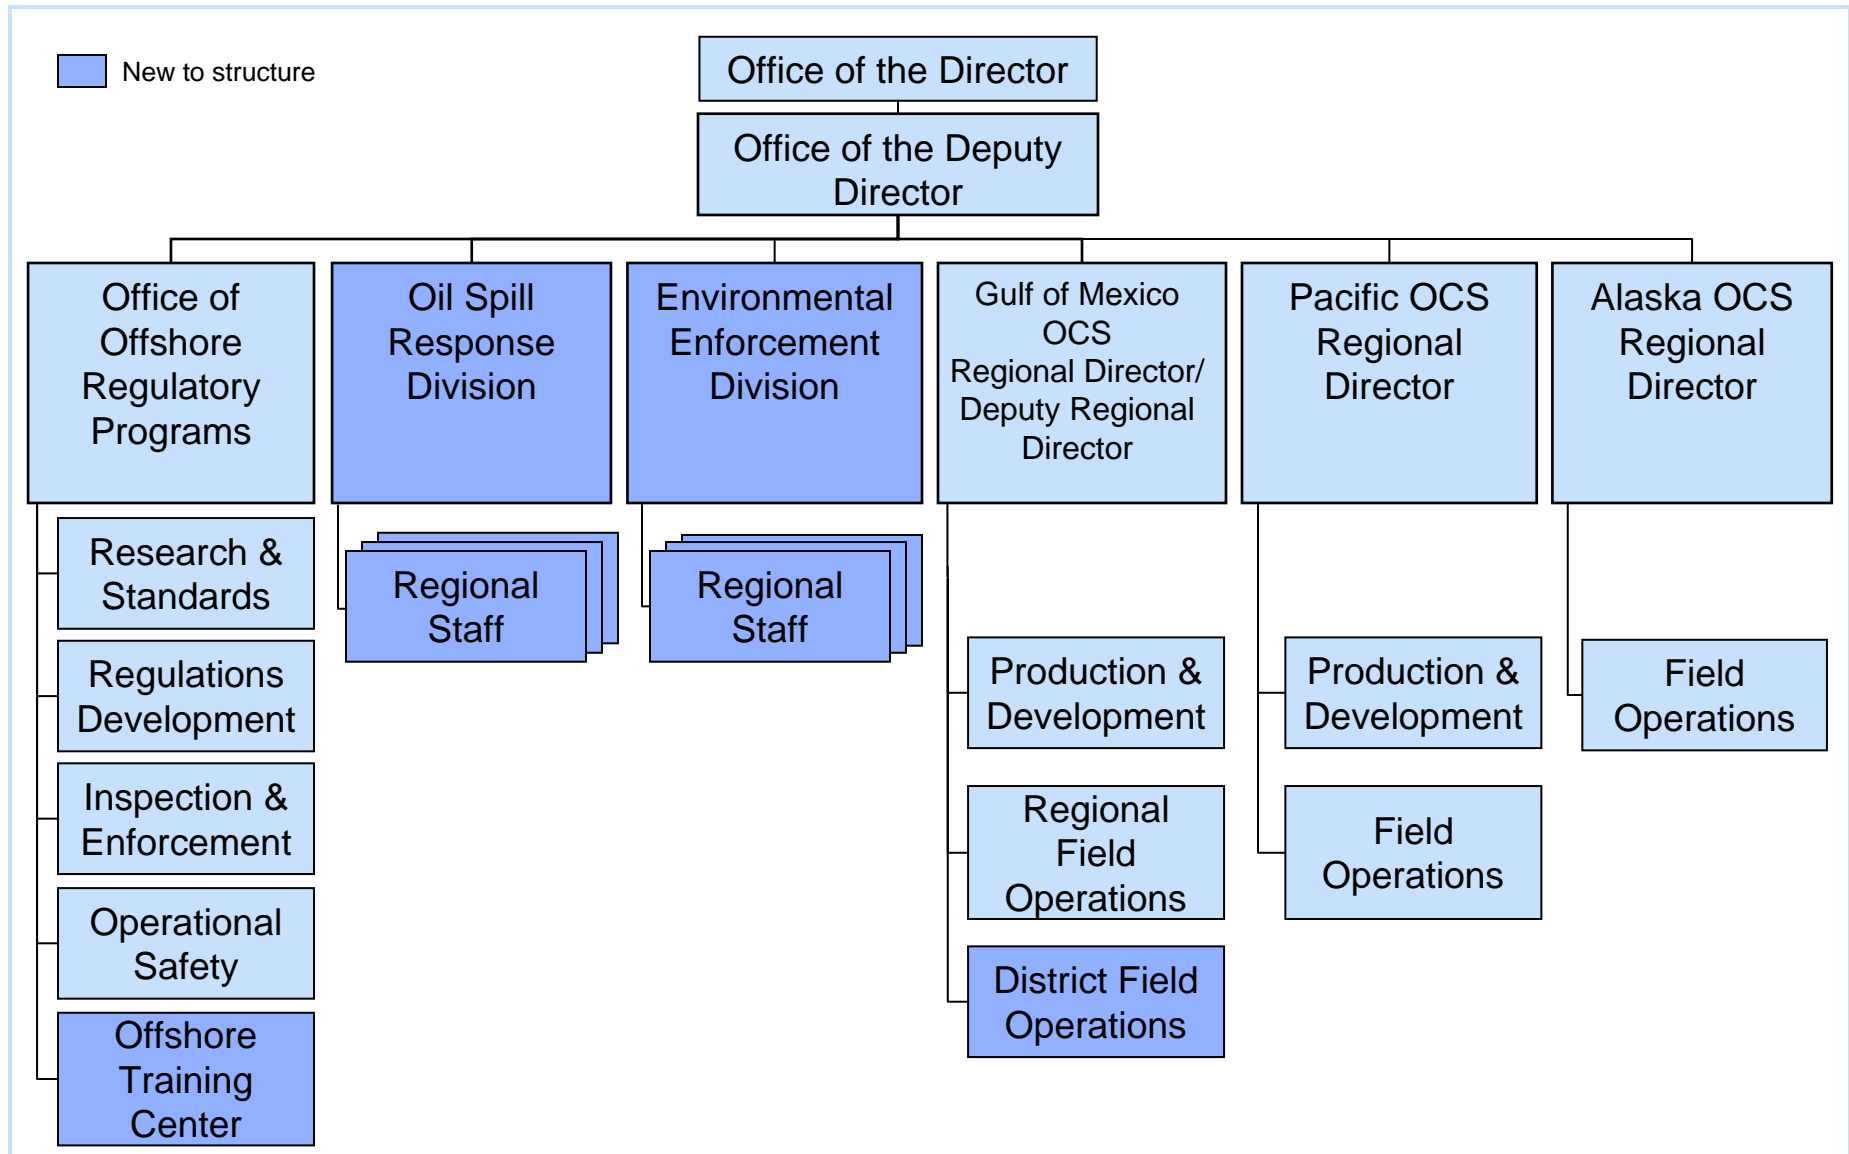 New to structure
Office of the Director
Office of the Deputy
Director
Office of
Offshore
Regulatory
Programs
Oil Spill
Response
Division
Environmental
Enforcement
Division
Gulf of Mexico
OCS
Regional Director/
Deputy Regional
Director
Pacific OCS
Regional
Director
Alaska OCS
Regional
Director
Research &
Standards
Regulations
Development
Inspection &
Enforcement
Operational
Safety
Offshore
Training
Center
Regional
Staff
Regional
Staff
Production &
Development
Regional
Field
Operations
District Field
Operations
Production &
Development
Field
Operations
Field
Operations